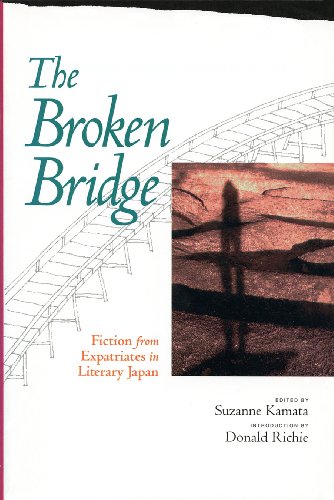 The
Broken
Bridge
Fiction from
Expatriates in
Literary Japan
EDITED BY
Suzanne Kamata
INTRODUCTION BY
Donald Richie